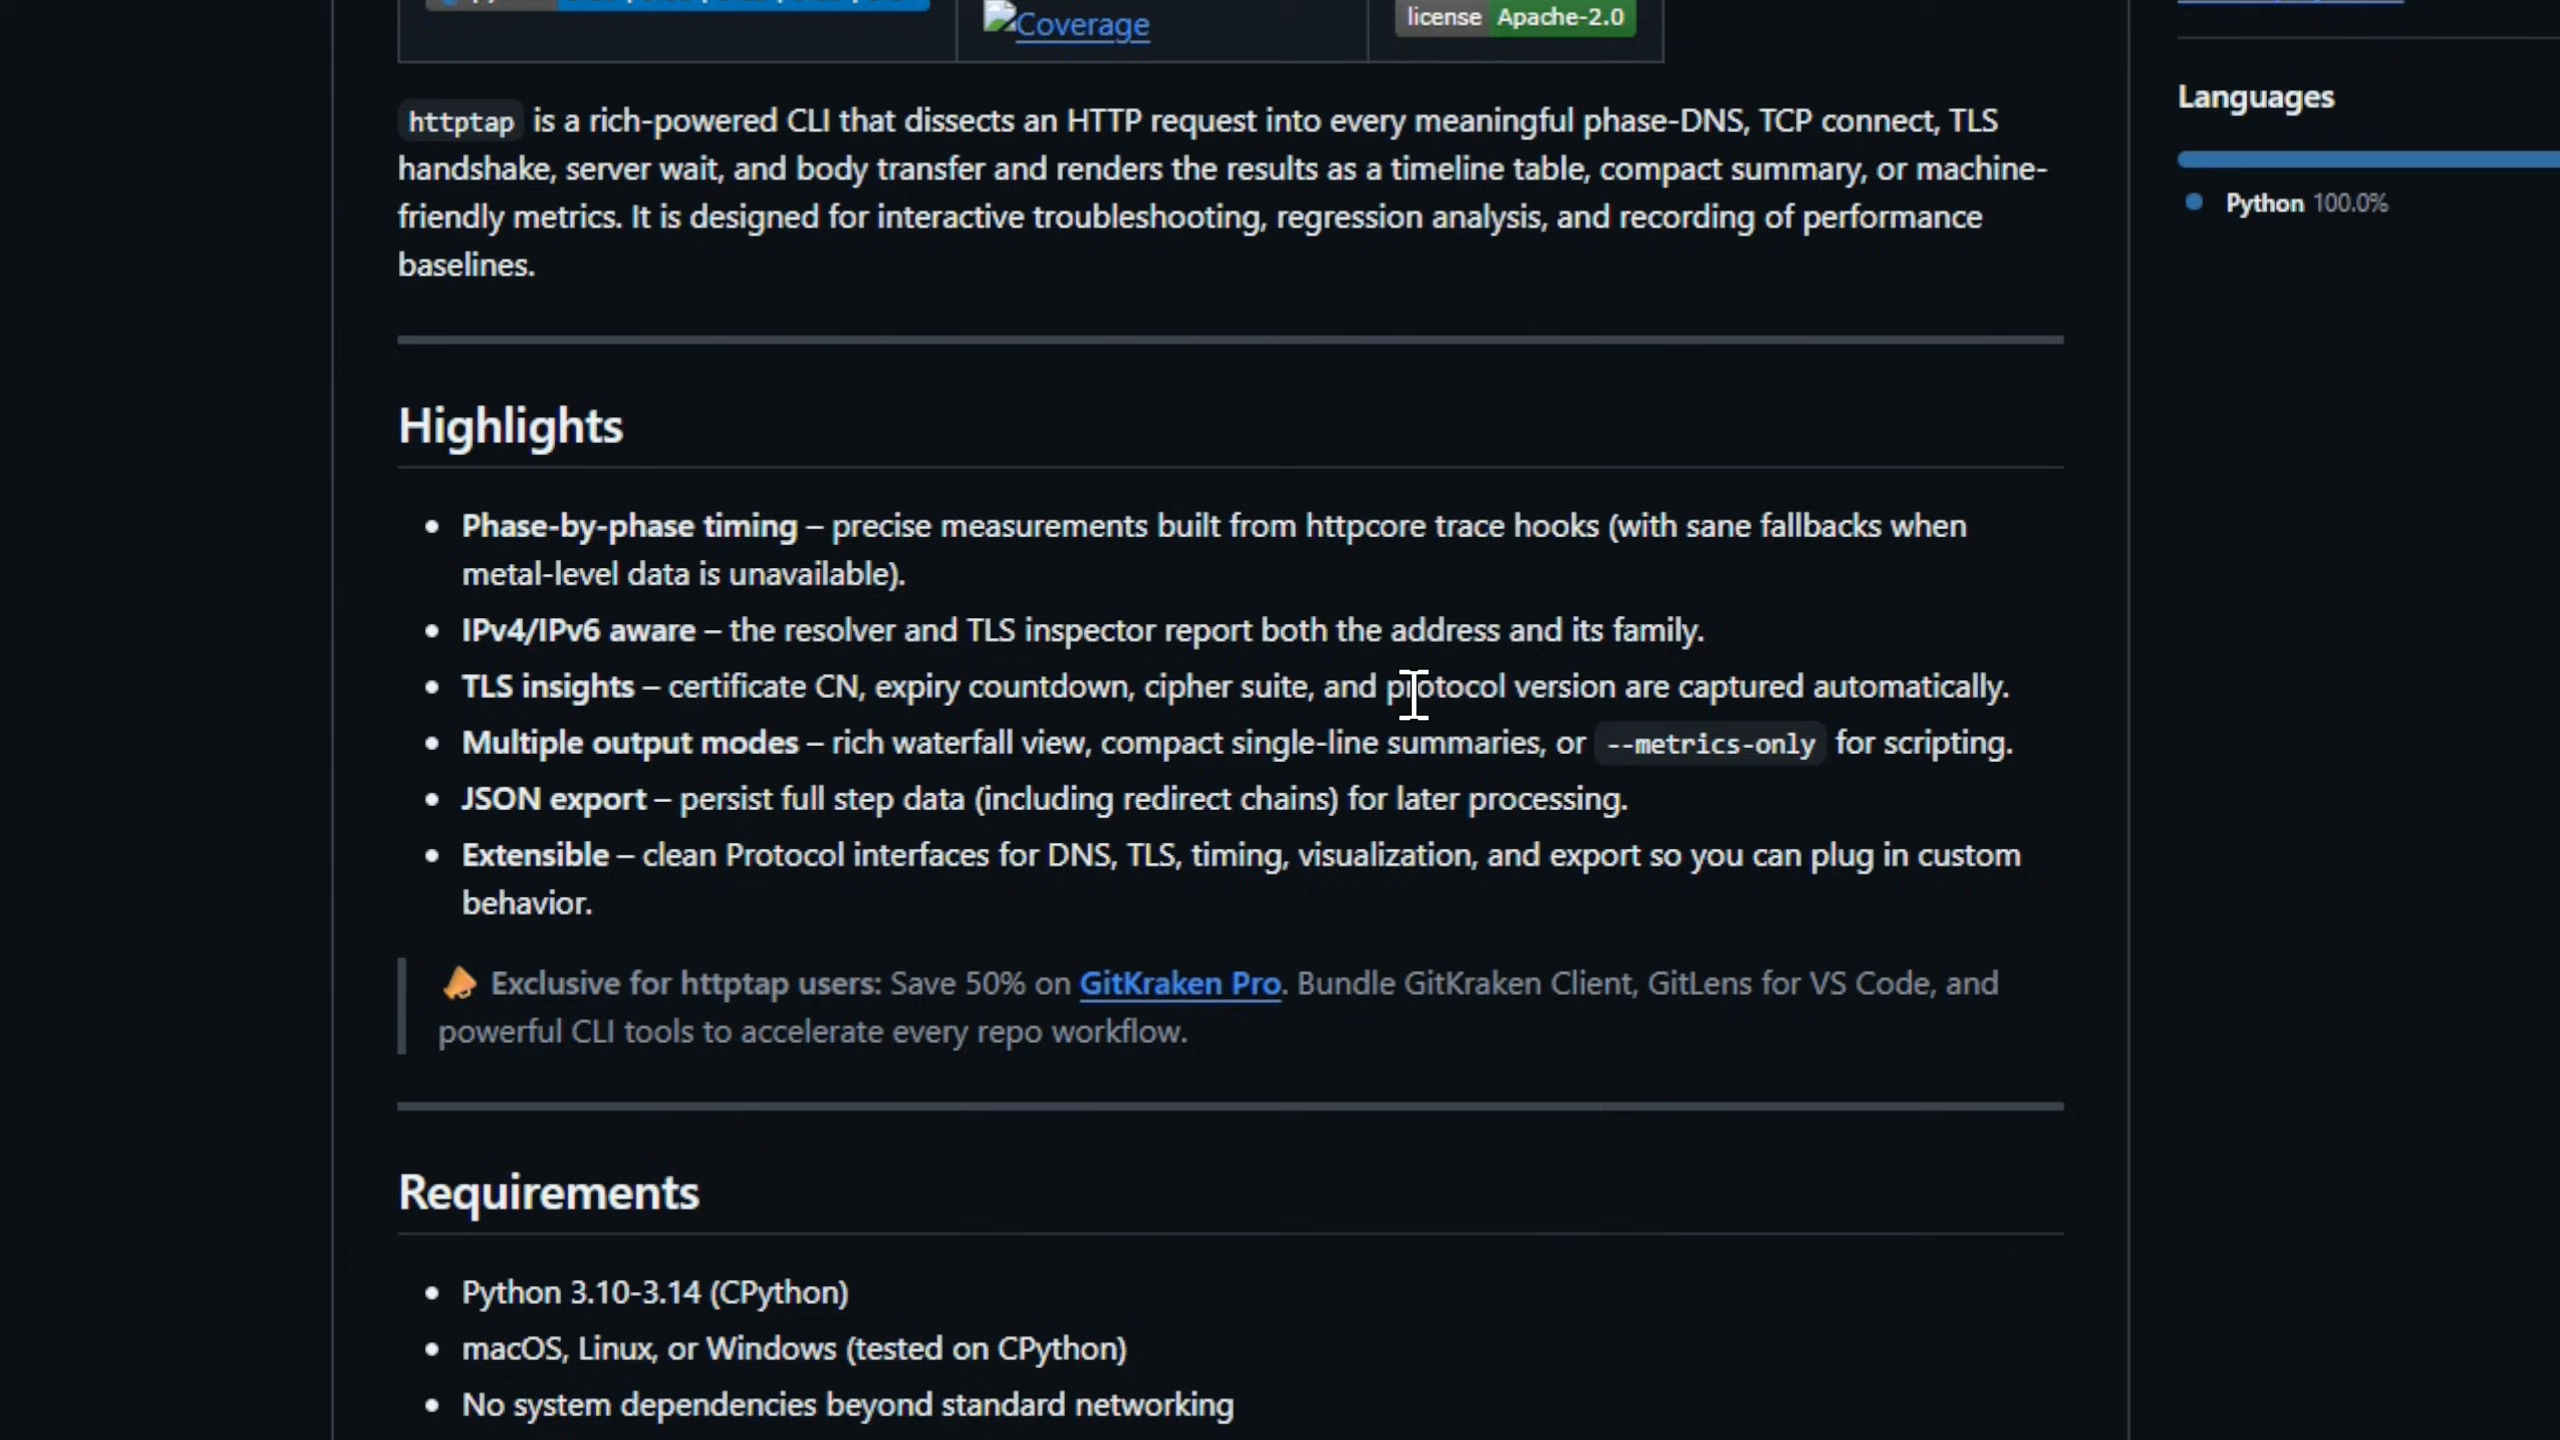 Coverage
license Apache-2.0
httptap is a rich-powered CLI that dissects an HTTP request into every meaningful phase-DNS, TCP connect, TLS
handshake, server wait, and body transfer and renders the results as a timeline table, compact summary, or machine-
friendly metrics. It is designed for interactive troubleshooting, regression analysis, and recording of performance
baselines.
Languages
Python 100.0%
Highlights
• Phase-by-phase timing – precise measurements built from httpcore trace hooks (with sane fallbacks when
metal-level data is unavailable).
• IPv4/IPv6 aware – the resolver and TLS inspector report both the address and its family.
• TLS insights – certificate CN, expiry countdown, cipher suite, and protocol version are captured automatically.
• Multiple output modes – rich waterfall view, compact single-line summaries, or --metrics-only for scripting.
• JSON export – persist full step data (including redirect chains) for later processing.
• Extensible – clean Protocol interfaces for DNS, TLS, timing, visualization, and export so you can plug in custom
behavior.
📣 Exclusive for httptap users: Save 50% on GitKraken Pro. Bundle GitKraken Client, GitLens for VS Code, and
powerful CLI tools to accelerate every repo workflow.
Requirements
• Python 3.10-3.14 (CPython)
• macOS, Linux, or Windows (tested on CPython)
• No system dependencies beyond standard networking